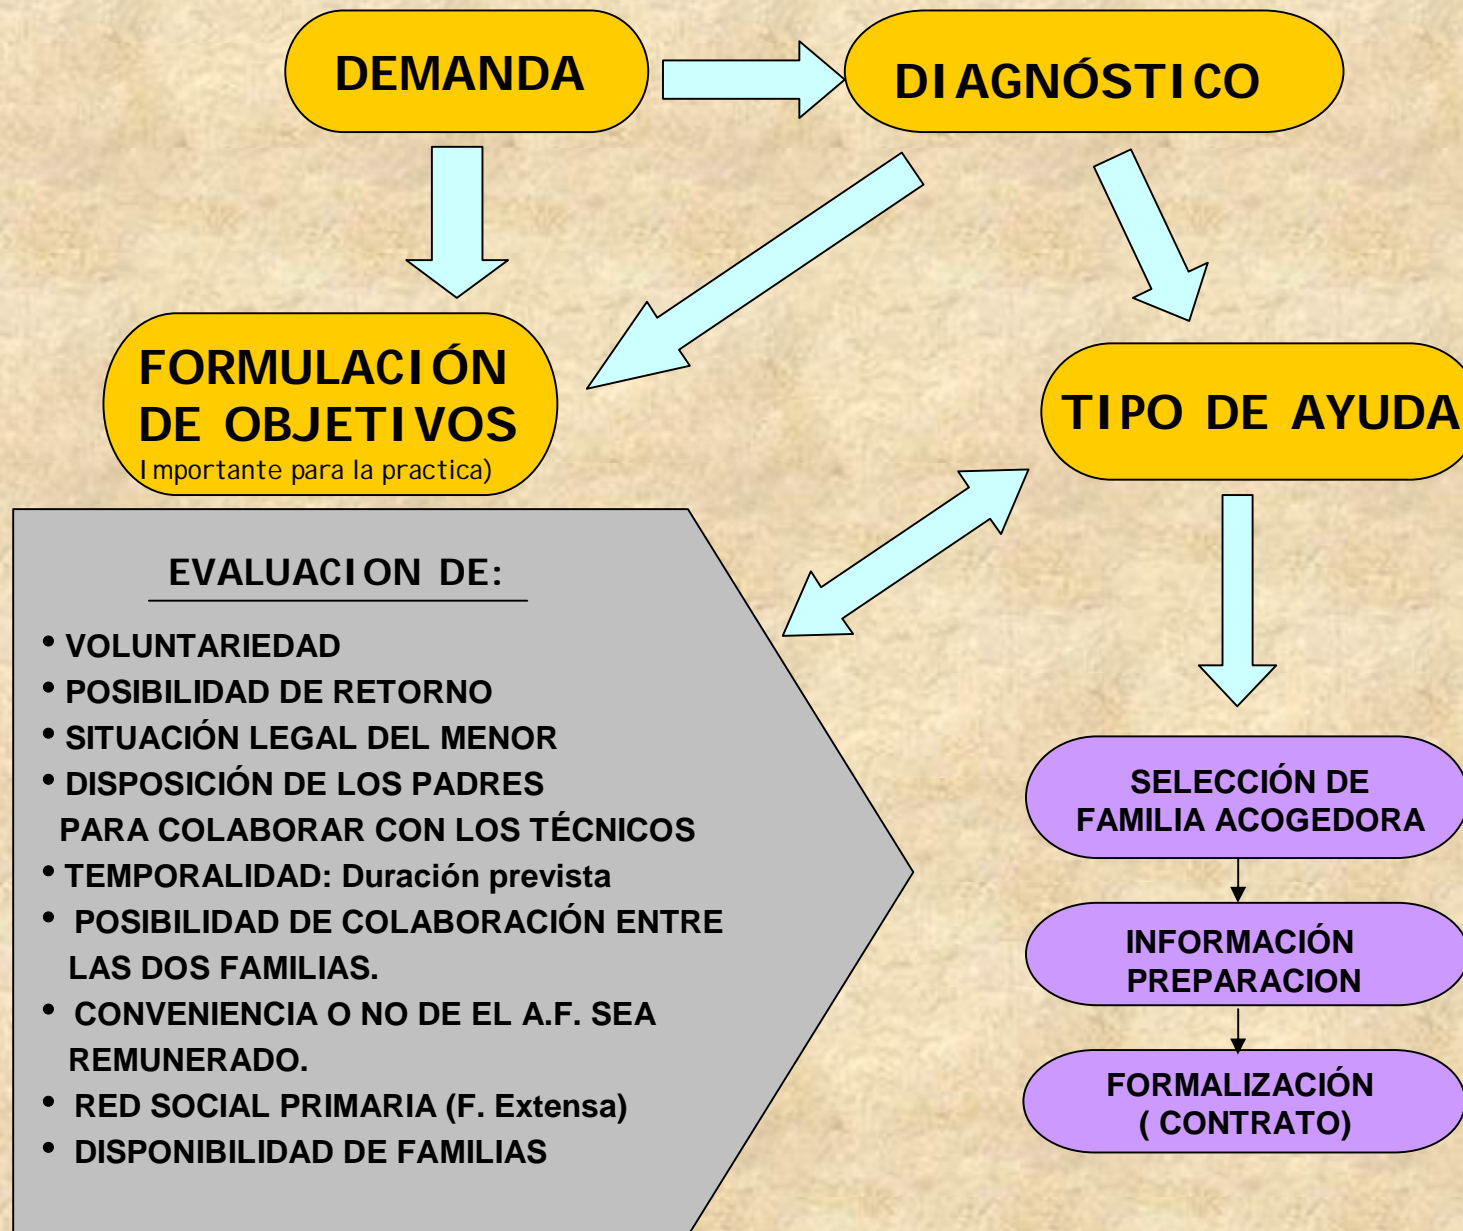 DEMANDA
DIAGNÓSTICO
FORMULACIÓN
DE OBJETIVOS
Importante para la practica)
TIPO DE AYUDA
EVALUACION DE:
• VOLUNTARIEDAD
• POSIBILIDAD DE RETORNO
• SITUACIÓN LEGAL DEL MENOR
• DISPOSICIÓN DE LOS PADRES
PARA COLABORAR CON LOS TÉCNICOS
• TEMPORALIDAD: Duración prevista
• POSIBILIDAD DE COLABORACIÓN ENTRE
LAS DOS FAMILIAS.
• CONVENIENCIA O NO DE EL A.F. SEA
REMUNERADO.
• RED SOCIAL PRIMARIA (F. Extensa)
• DISPONIBILIDAD DE FAMILIAS
SELECCIÓN DE
FAMILIA ACOGEDORA
INFORMACIÓN
PREPARACION
FORMALIZACIÓN
( CONTRATO)